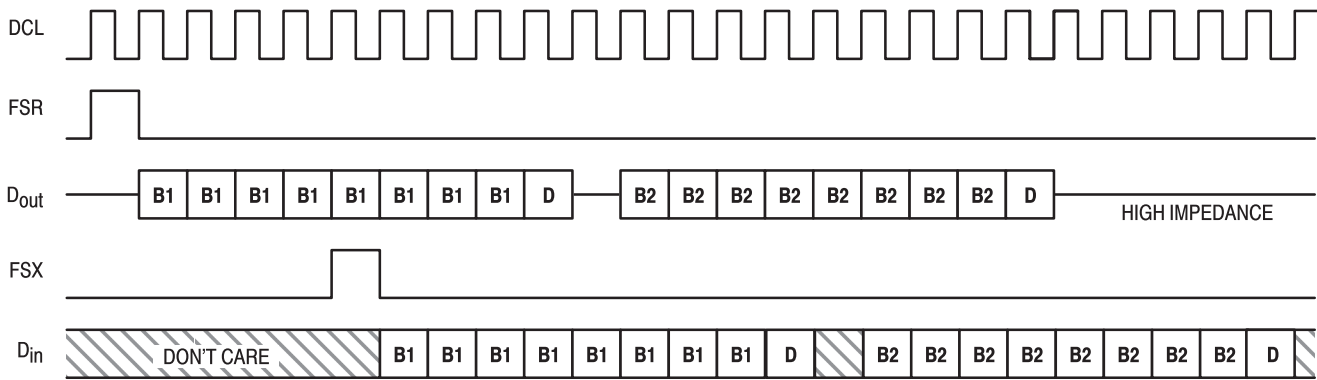 DCL
FSR
Dout B1 B1 B1 B1 B1 B1 B1 B1 D B2 B2 B2 B2 B2 B2 B2 B2 D
HIGH IMPEDANCE
FSX
Din DON'T CARE B1 B1 B1 B1 B1 B1 B1 B1 D B2 B2 B2 B2 B2 B2 B2 B2 D